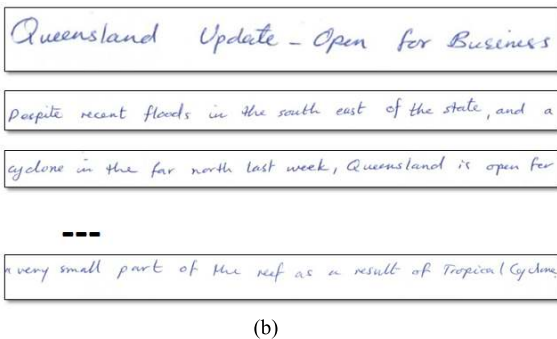 Queensland Update - Open for Business
Despite recent floods in the south east of the state, and a
cyclone in the far north last week, Queensland is open for
---
a very small part of the reef as a result of Tropical Cyclone
(b)